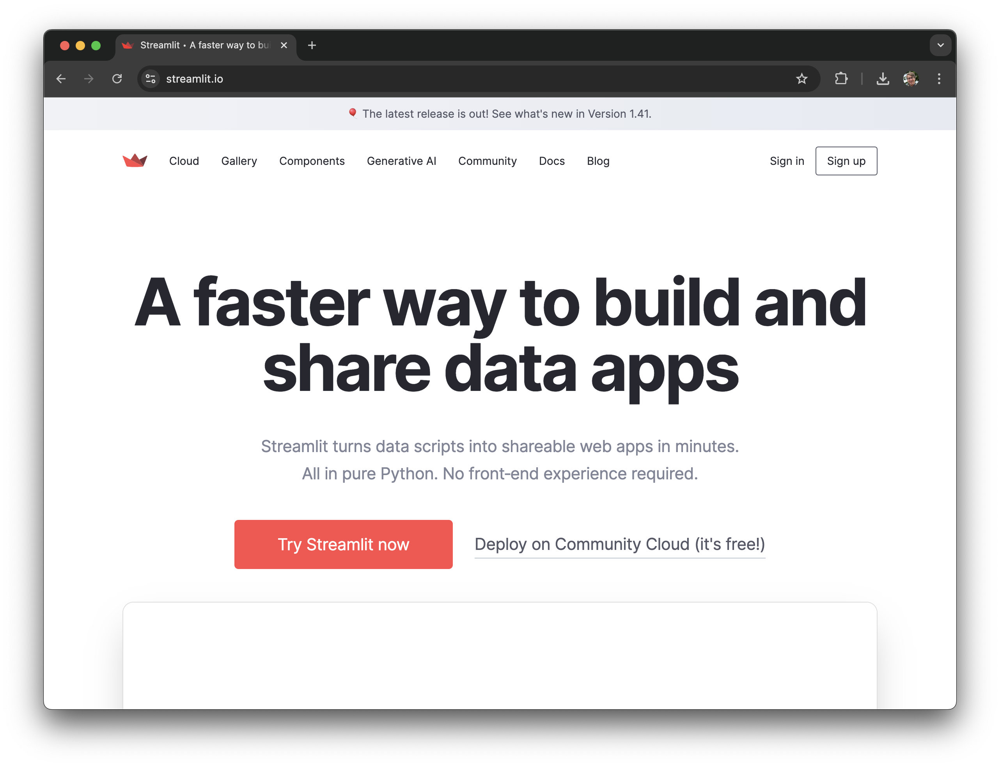 Streamlit • A faster way to bui
streamlit.io
🎈 The latest release is out! See what's new in Version 1.41.
Cloud Gallery Components Generative AI Community Docs Blog Sign in Sign up
A faster way to build and
share data apps
Streamlit turns data scripts into shareable web apps in minutes.
All in pure Python. No front-end experience required.
Try Streamlit now Deploy on Community Cloud (it's free!)